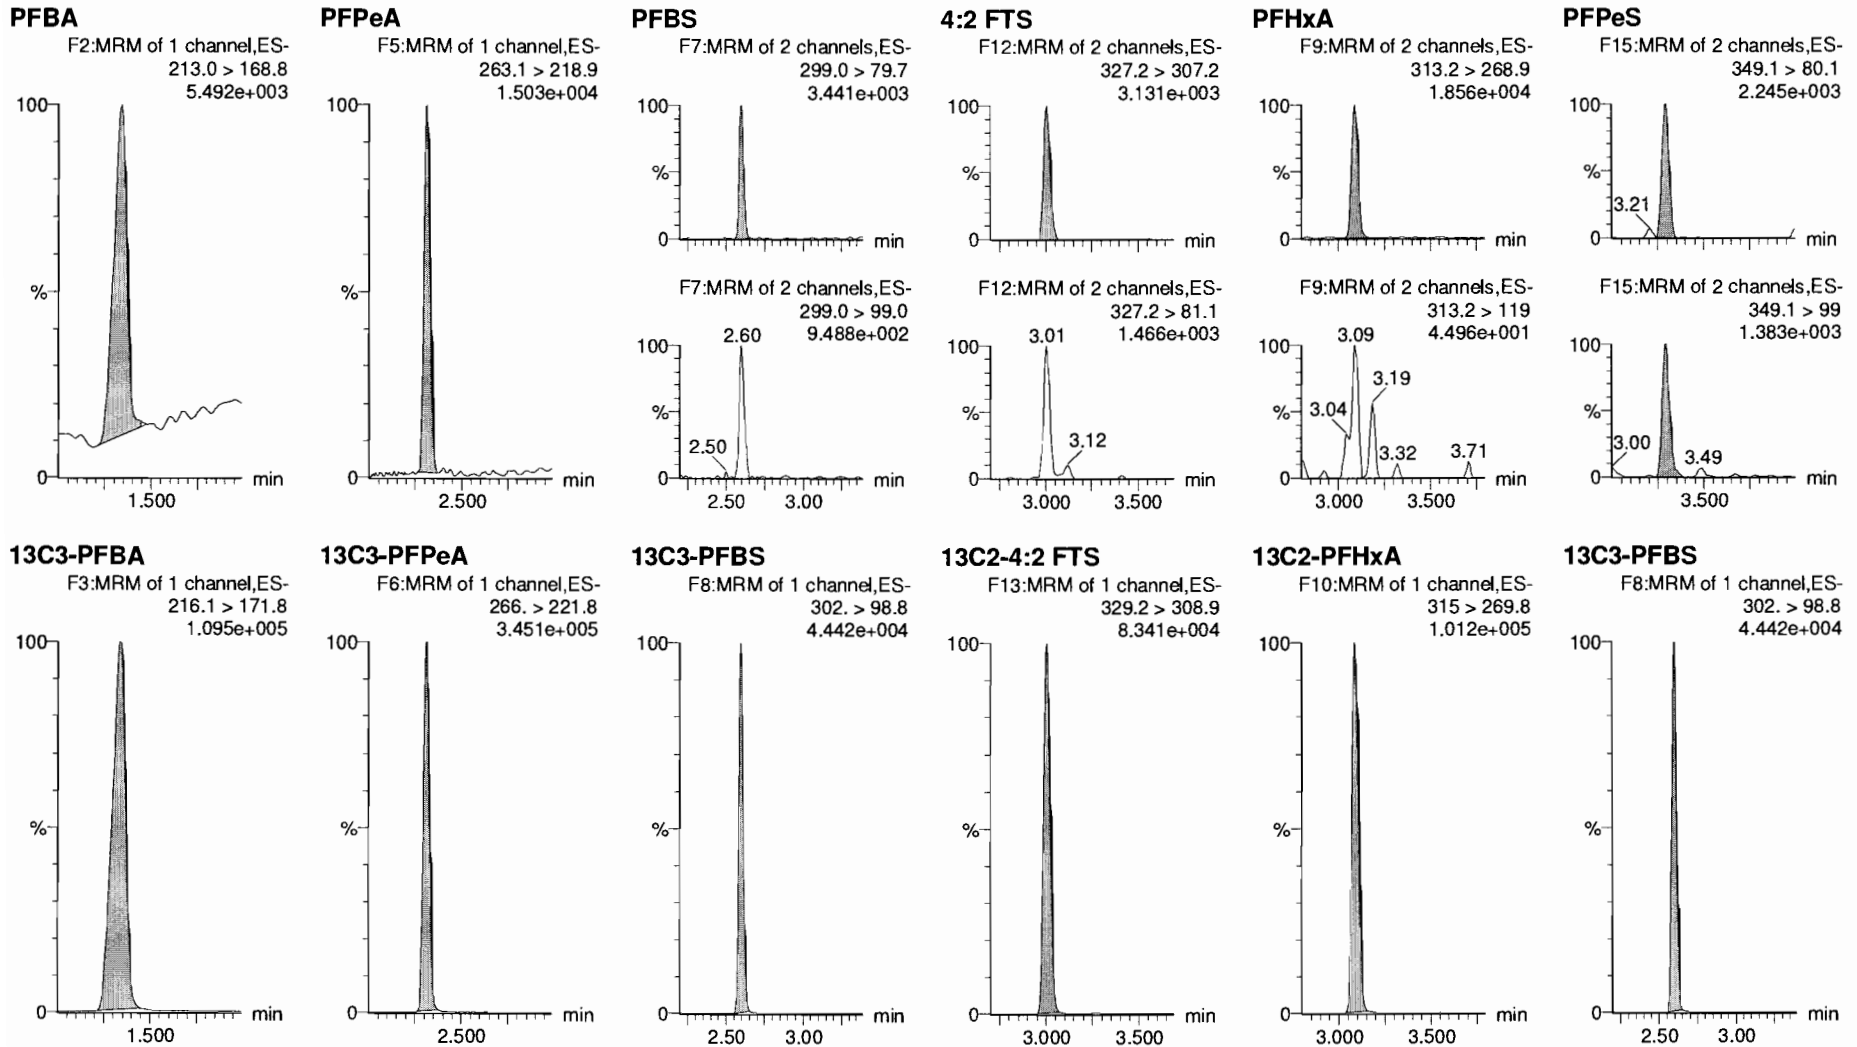 PFBA
F2:MRM of 1 channel,ES-
213.0 > 168.8
5.492e+003
100
%
0
min
1.500
PFPeA
F5:MRM of 1 channel,ES-
263.1 > 218.9
1.503e+004
100
%
0
min
2.500
PFBS
F7:MRM of 2 channels,ES-
299.0 > 79.7
3.441e+003
100
%
0
min
F7:MRM of 2 channels,ES-
299.0 > 99.0
9.488e+002
2.60
100
%
2.50
0
min
2.50 3.00
4:2 FTS
F12:MRM of 2 channels,ES-
327.2 > 307.2
3.131e+003
100
%
0
min
F12:MRM of 2 channels,ES-
327.2 > 81.1
1.466e+003
3.01
100
%
3.12
0
min
3.000 3.500
PFHxA
F9:MRM of 2 channels,ES-
313.2 > 268.9
1.856e+004
100
%
0
min
F9:MRM of 2 channels,ES-
313.2 > 119
4.496e+001
3.09
100
3.19
%
3.04
3.32
3.71
0
min
3.000 3.500
PFPeS
F15:MRM of 2 channels,ES-
349.1 > 80.1
2.245e+003
100
%
3.21
0
min
F15:MRM of 2 channels,ES-
349.1 > 99
1.383e+003
100
%
3.00
3.49
0
min
3.500
13C3-PFBA
F3:MRM of 1 channel,ES-
216.1 > 171.8
1.095e+005
100
%
0
min
1.500
13C3-PFPeA
F6:MRM of 1 channel,ES-
266. > 221.8
3.451e+005
100
%
0
min
2.500
13C3-PFBS
F8:MRM of 1 channel,ES-
302. > 98.8
4.442e+004
100
%
0
min
2.50 3.00
13C2-4:2 FTS
F13:MRM of 1 channel,ES-
329.2 > 308.9
8.341e+004
100
%
0
min
3.000 3.500
13C2-PFHxA
F10:MRM of 1 channel,ES-
315 > 269.8
1.012e+005
100
%
0
min
3.000 3.500
13C3-PFBS
F8:MRM of 1 channel,ES-
302. > 98.8
4.442e+004
100
%
0
min
2.50 3.00